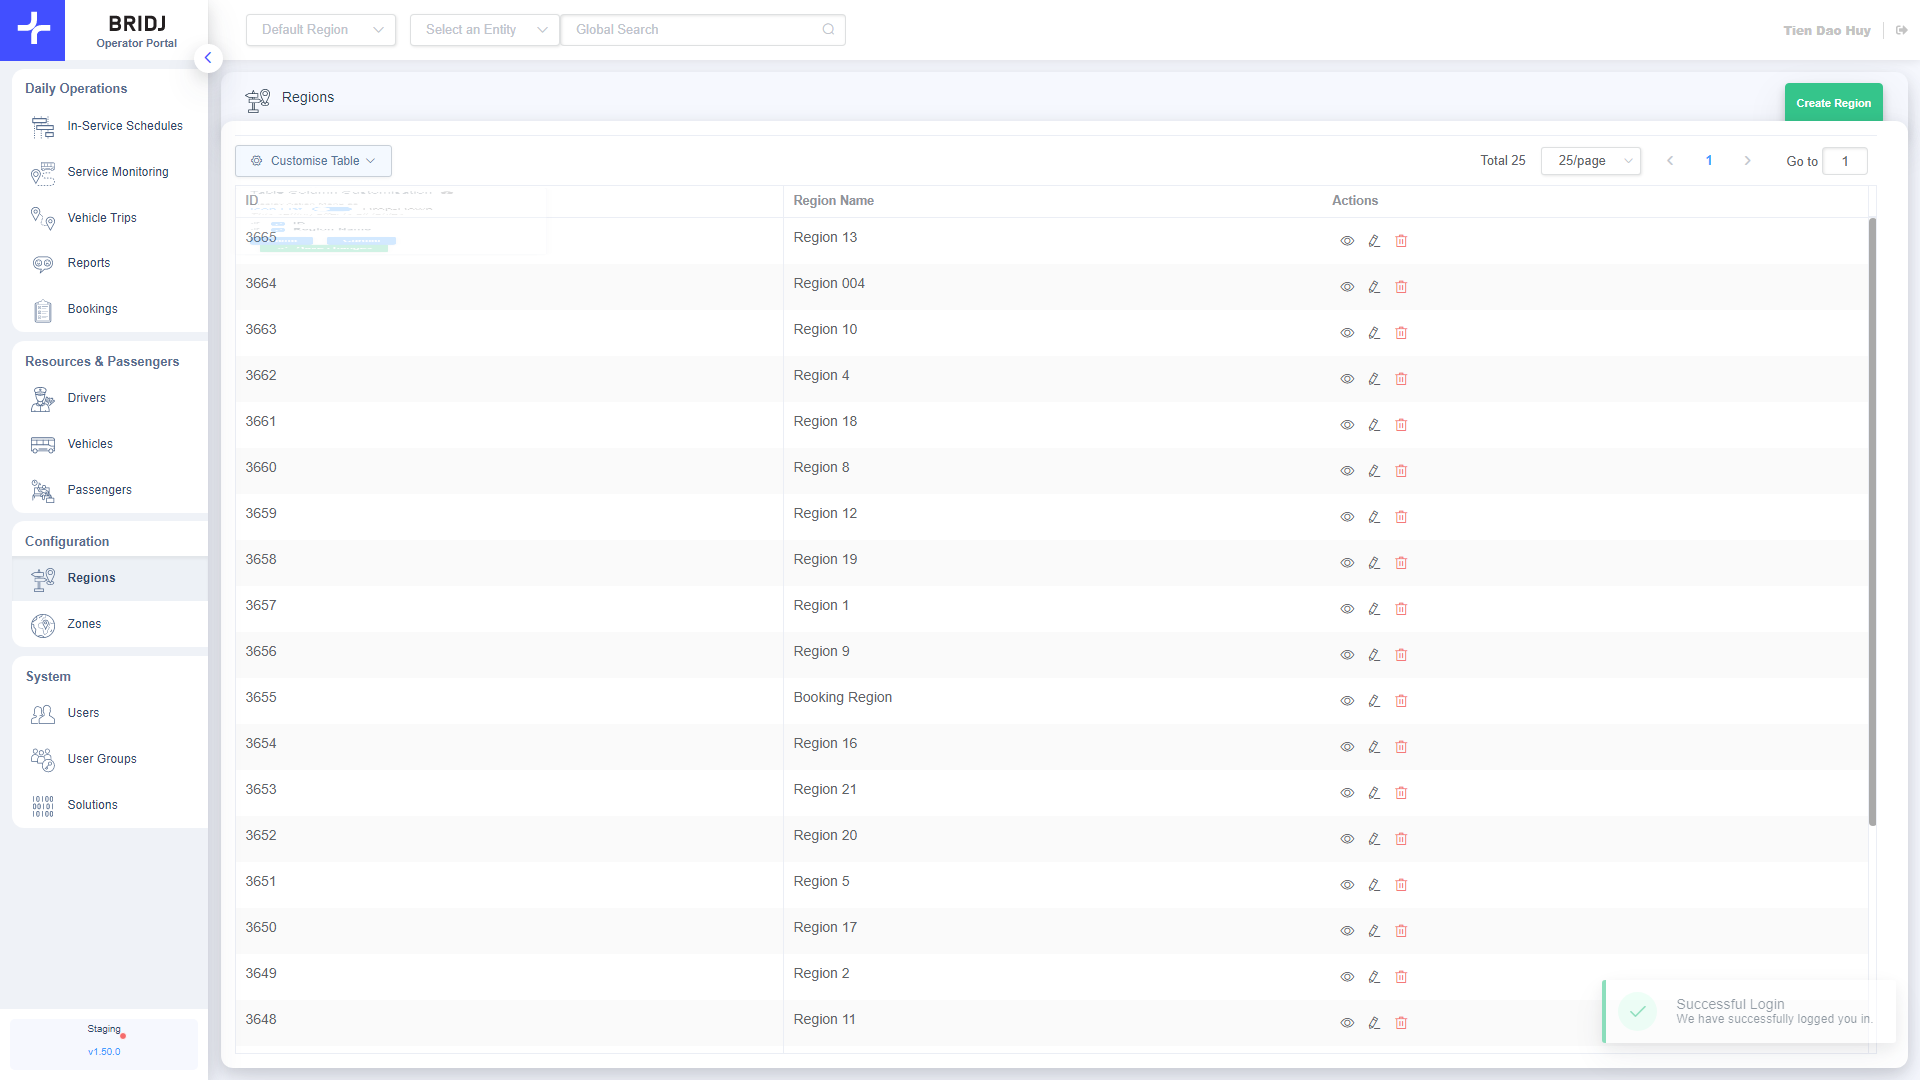 BRIDJ
Operator Portal
Default Region
Select an Entity
Global Search
Tien Dao Huy
Daily Operations
In-Service Schedules
Service Monitoring
Vehicle Trips
Reports
Bookings
Resources & Passengers
Drivers
Vehicles
Passengers
Configuration
Regions
Zones
System
Users
User Groups
Solutions
Staging
v1.50.0
Regions
Create Region
Customise Table
Total 25
25/page
1
Go to
1
ID
Region Name
Actions
3665 Region 13
3664 Region 004
3663 Region 10
3662 Region 4
3661 Region 18
3660 Region 8
3659 Region 12
3658 Region 19
3657 Region 1
3656 Region 9
3655 Booking Region
3654 Region 16
3653 Region 21
3652 Region 20
3651 Region 5
3650 Region 17
3649 Region 2
3648 Region 11
Successful Login
We have successfully logged you in.